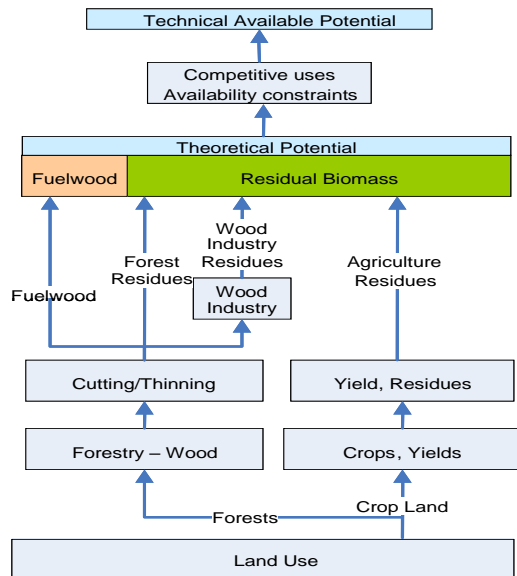 Technical Available Potential
Competitive uses
Availability constraints
Theoretical Potential
Fuelwood
Residual Biomass
Wood
Industry
Residues
Forest
Residues
Agriculture
Residues
Fuelwood
Wood
Industry
Cutting/Thinning
Yield, Residues
Forestry – Wood
Crops, Yields
Crop Land
Forests
Land Use